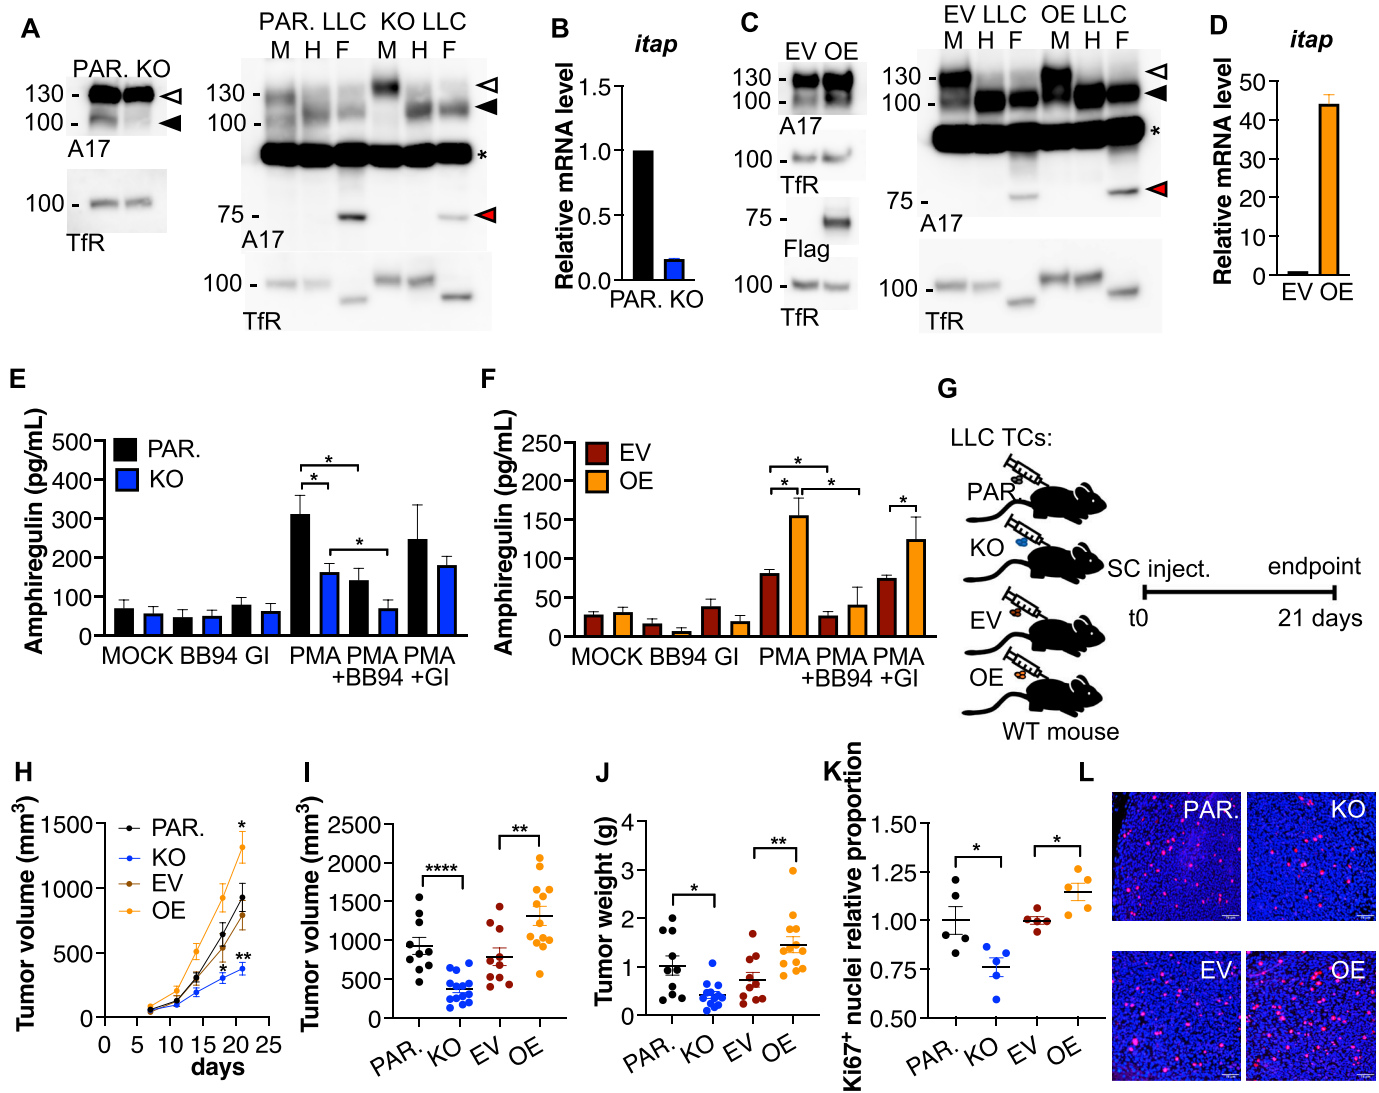 A
PAR. KO
130 -
100 -
A17
100 -
TfR
PAR. LLC KO LLC
M H F M H F
130 -
100 -
*
75 -
A17
100 -
TfR
B
itap
Relative mRNA level
1.5
1.0
0.5
0.0
PAR. KO
C
EV OE
130 -
100 -
A17
100 -
TfR
75 -
Flag
100 -
TfR
EV LLC OE LLC
M H F M H F
130 -
100 -
*
75 -
A17
100 -
TfR
D
itap
Relative mRNA level
50
40
30
20
10
0
EV OE
E
Amphiregulin (pg/mL)
500
400
300
200
100
0
PAR.
KO
*
*
*
MOCK BB94 GI PMA PMA PMA
+BB94 +GI
F
Amphiregulin (pg/mL)
250
200
150
100
50
0
EV
OE
*
*
*
*
MOCK BB94 GI PMA PMA PMA
+BB94 +GI
G
LLC TCs:
PAR.
KO
EV
OE
WT mouse
SC inject.
endpoint
t0
21 days
H
Tumor volume (mm3)
1500
1000
500
0
PAR.
KO
EV
OE
*
*
**
0 5 10 15 20 25
days
I
Tumor volume (mm3)
2500
2000
1500
1000
500
0
****
**
PAR. KO EV OE
J
Tumor weight (g)
4
3
2
1
0
*
**
PAR. KO EV OE
K
Ki67+ nuclei relative proportion
1.50
1.25
1.00
0.75
0.50
*
*
PAR. KO EV OE
L
PAR.
KO
EV
OE